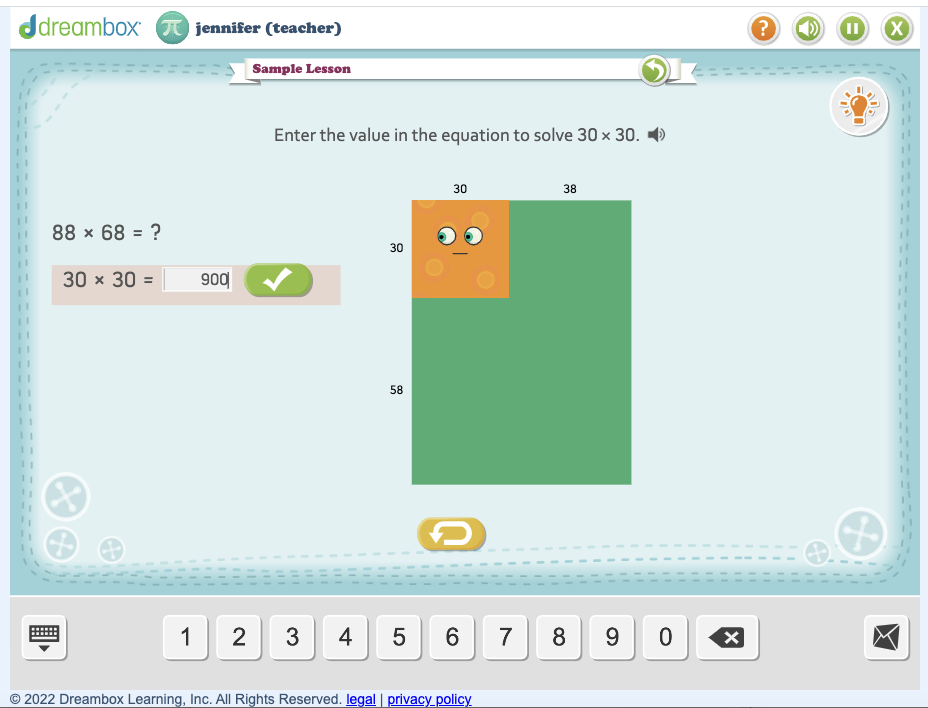 dreambox π jennifer (teacher) ? X
Sample Lesson
Enter the value in the equation to solve 30 × 30.
30 38
88 × 68 = ?
30
30 × 30 = 900
58
1 2 3 4 5 6 7 8 9 0
© 2022 Dreambox Learning, Inc. All Rights Reserved. legal | privacy policy